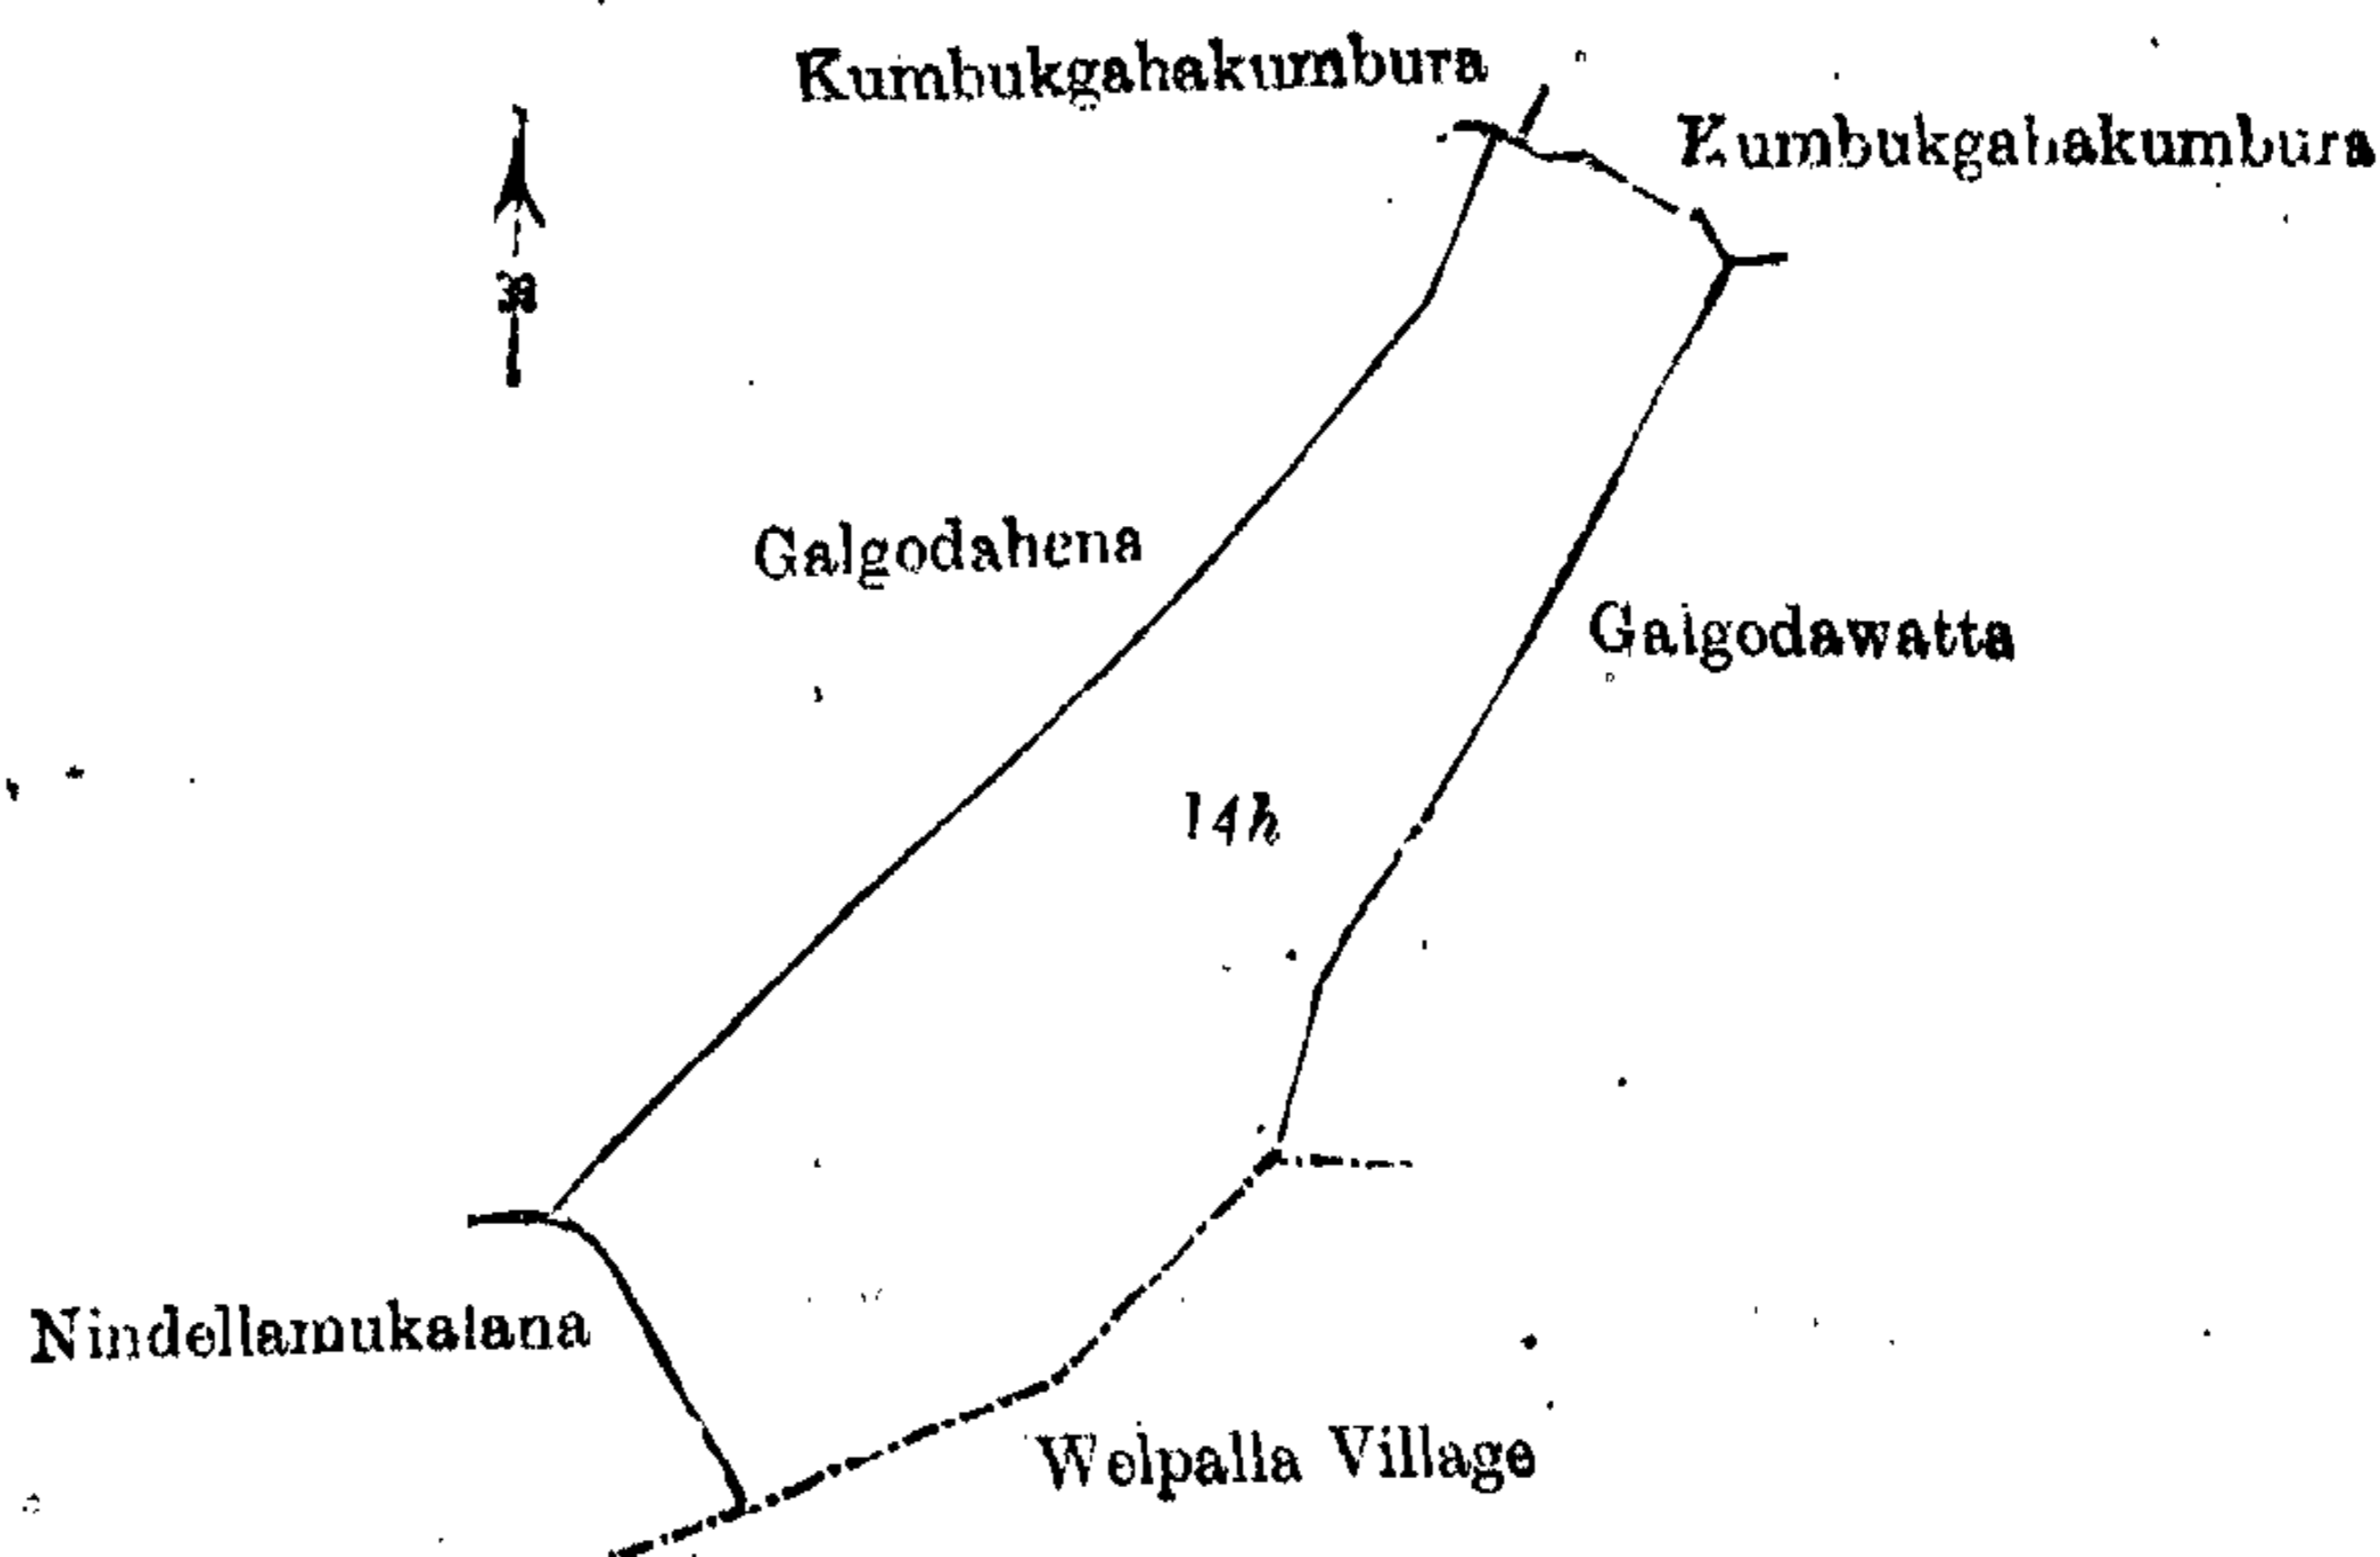 Kumbukgahakumbura
Kumbukgahakumbura
N
Galgodahena
Galgodawatta
14h
Nindellamukalana
Welpalla Village